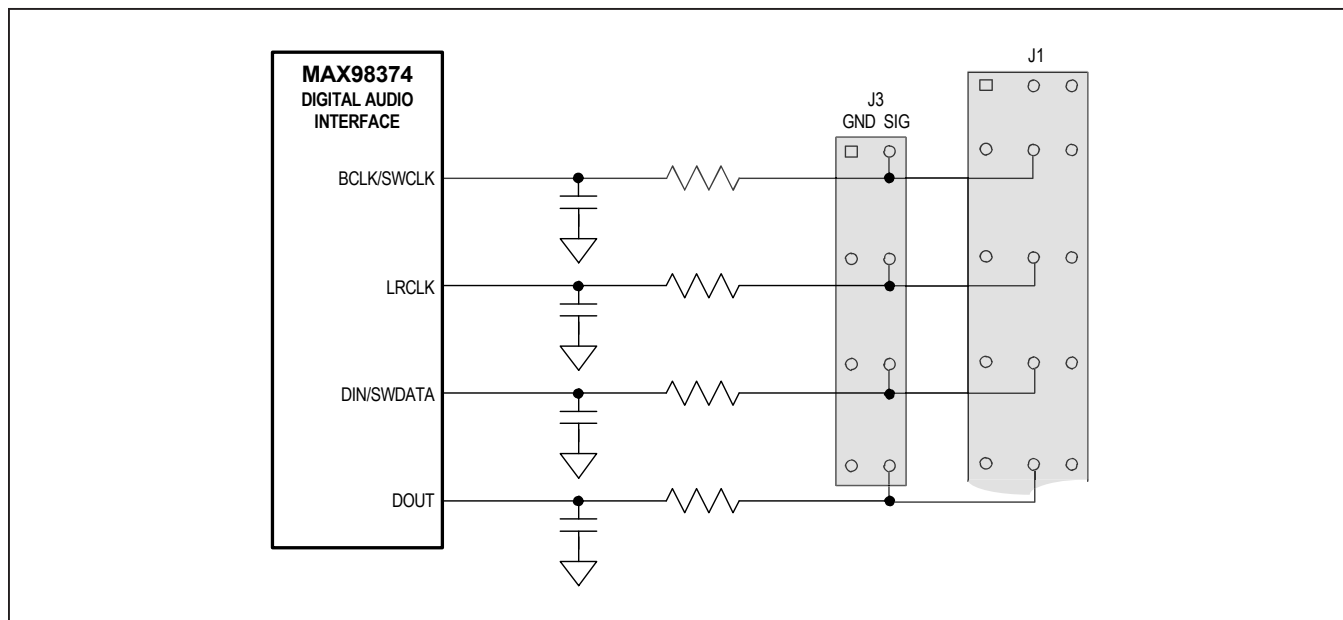 MAX98374
DIGITAL AUDIO
INTERFACE
BCLK/SWCLK
LRCLK
DIN/SWDATA
DOUT
J3
GND SIG
J1